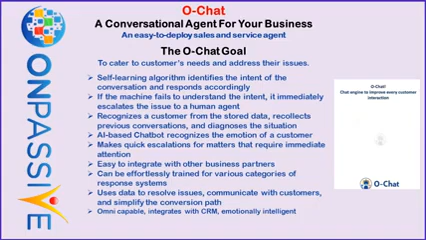 O-Chat
A Conversational Agent For Your Business
An easy-to-deploy sales and service agent
The O-Chat Goal
To cater to customer's needs and address their issues.
➢ Self-learning algorithm identifies the intent of the
conversation and responds accordingly
➢ If the machine fails to understand the intent, it immediately
escalates the issue to a human agent
➢ Recognizes a customer from the stored data, recollects
previous conversations, and diagnoses the situation
➢ AI-based Chatbot recognizes the emotion of a customer
➢ Makes quick escalations for matters that require immediate
attention
➢ Easy to integrate with other business partners
➢ Can be effortlessly trained for various categories of
response systems
➢ Uses data to resolve issues, communicate with customers,
and simplify the conversion path
➢ Omni capable, integrates with CRM, emotionally intelligent
ONPASSIVE
O-Chat!
Chat engine to improve every customer
interaction
O-Chat